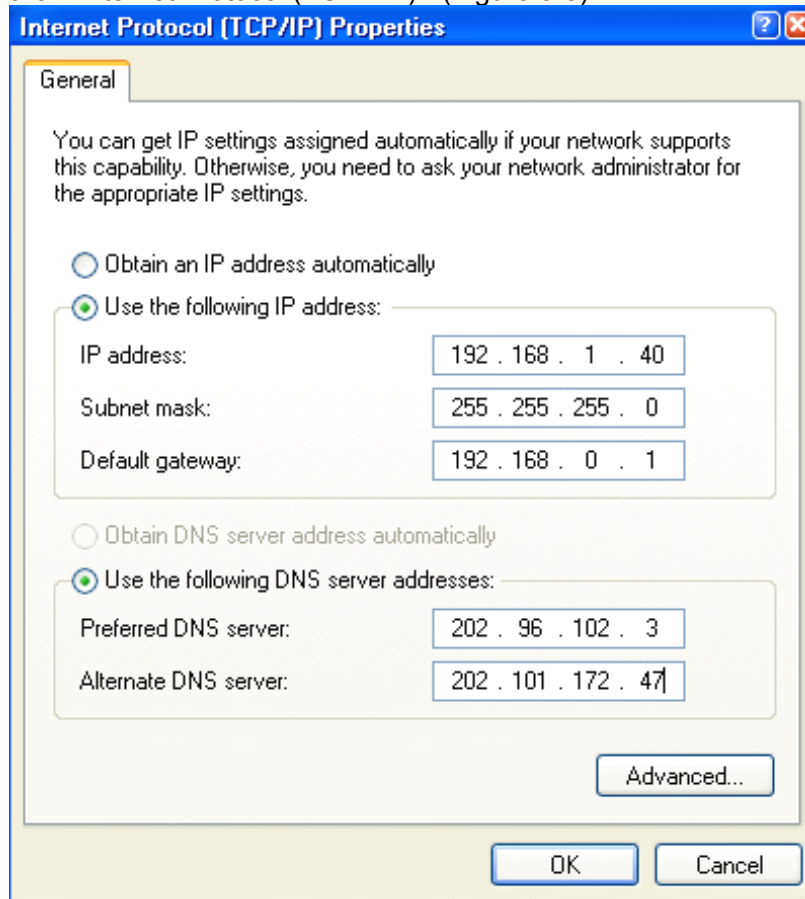 Internet Protocol (TCP/IP) Properties
General
You can get IP settings assigned automatically if your network supports
this capability. Otherwise, you need to ask your network administrator for
the appropriate IP settings.
Obtain an IP address automatically
Use the following IP address:
IP address: 192 . 168 . 1 . 40
Subnet mask: 255 . 255 . 255 . 0
Default gateway: 192 . 168 . 0 . 1
Obtain DNS server address automatically
Use the following DNS server addresses:
Preferred DNS server: 202 . 96 . 102 . 3
Alternate DNS server: 202 . 101 . 172 . 47
Advanced...
OK Cancel